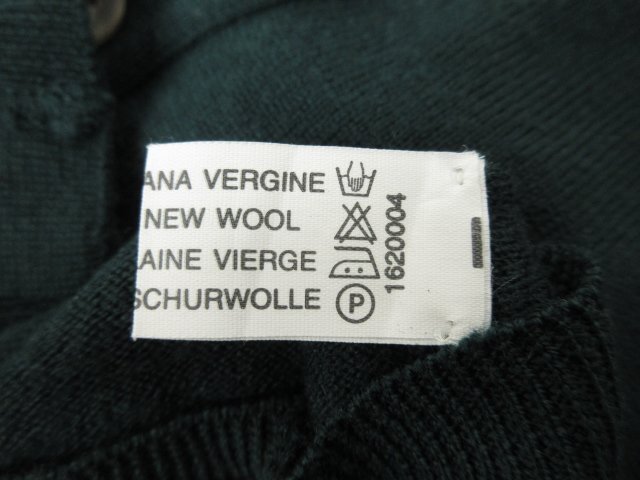 ANA VERGINE
NEW WOOL
AINE VIERGE
SCHURWOLLE
P
1620004